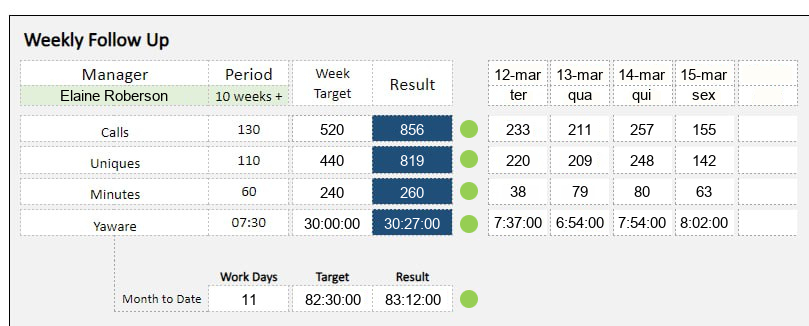 Weekly Follow Up
Manager Period Week Target Result 12-mar 13-mar 14-mar 15-mar
Elaine Roberson 10 weeks + ter qua qui sex
Calls 130 520 856 233 211 257 155
Uniques 110 440 819 220 209 248 142
Minutes 60 240 260 38 79 80 63
Yaware 07:30 30:00:00 30:27:00 7:37:00 6:54:00 7:54:00 8:02:00
Work Days Target Result
Month to Date 11 82:30:00 83:12:00